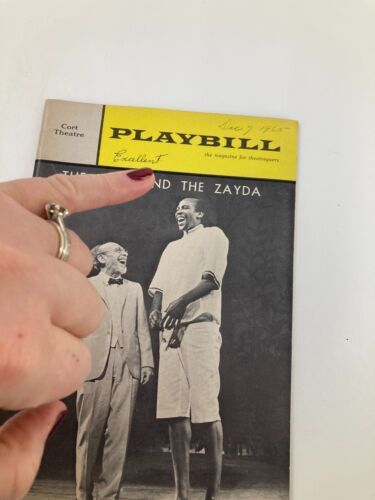 Dec 7 1965
Cort
Theatre
PLAYBILL
the magazine for theatregoers
Excellent
THE AND THE ZAYDA